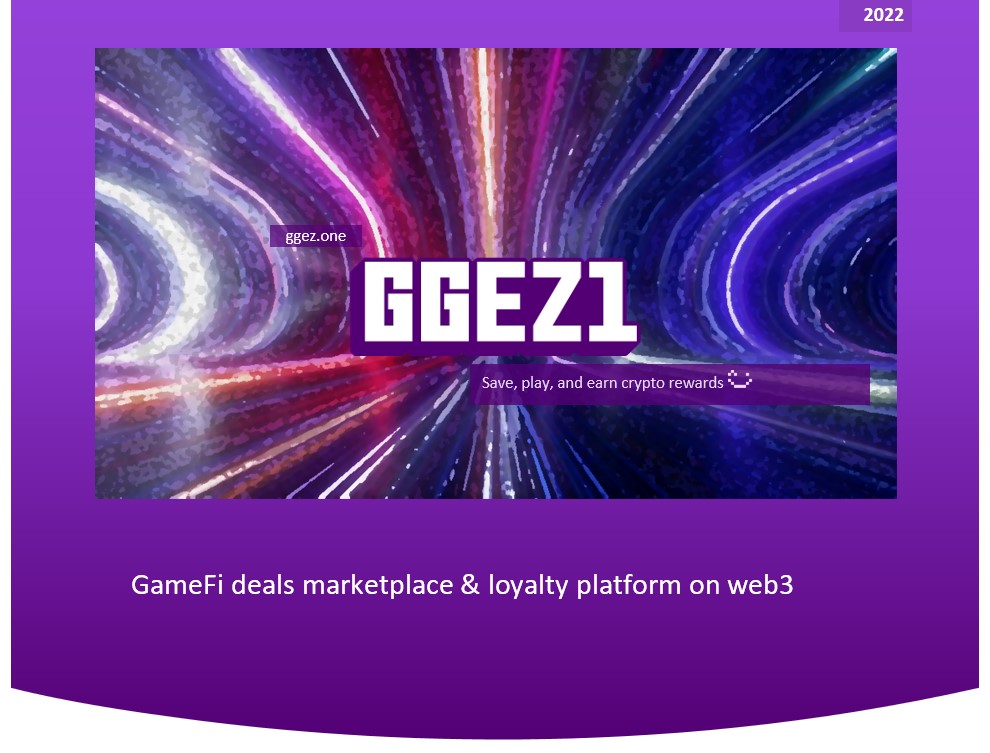 2022
ggez.one
GGEZ1
Save, play, and earn crypto rewards
GameFi deals marketplace & loyalty platform on web3